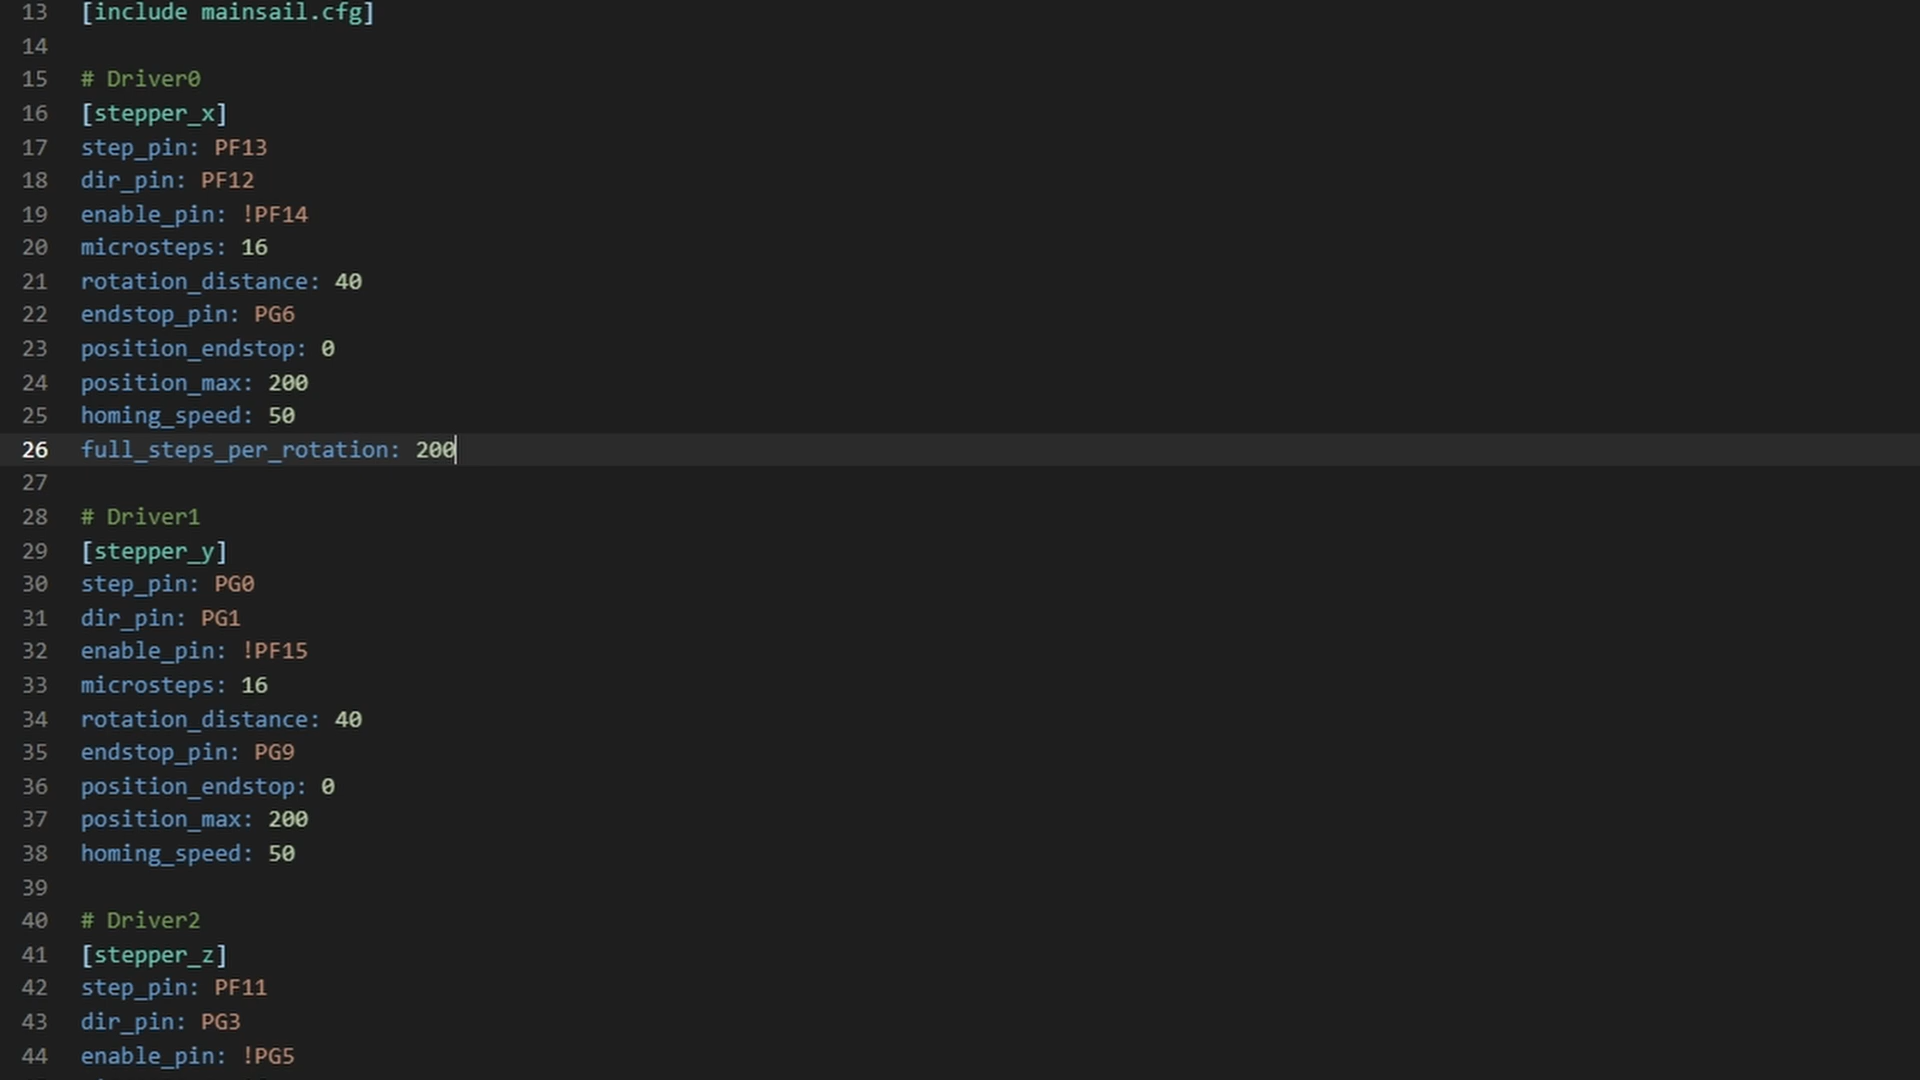 13 [include mainsail.cfg]
14
15 # Driver0
16 [stepper_x]
17 step_pin: PF13
18 dir_pin: PF12
19 enable_pin: !PF14
20 microsteps: 16
21 rotation_distance: 40
22 endstop_pin: PG6
23 position_endstop: 0
24 position_max: 200
25 homing_speed: 50
26 full_steps_per_rotation: 200
27
28 # Driver1
29 [stepper_y]
30 step_pin: PG0
31 dir_pin: PG1
32 enable_pin: !PF15
33 microsteps: 16
34 rotation_distance: 40
35 endstop_pin: PG9
36 position_endstop: 0
37 position_max: 200
38 homing_speed: 50
39
40 # Driver2
41 [stepper_z]
42 step_pin: PF11
43 dir_pin: PG3
44 enable_pin: !PG5